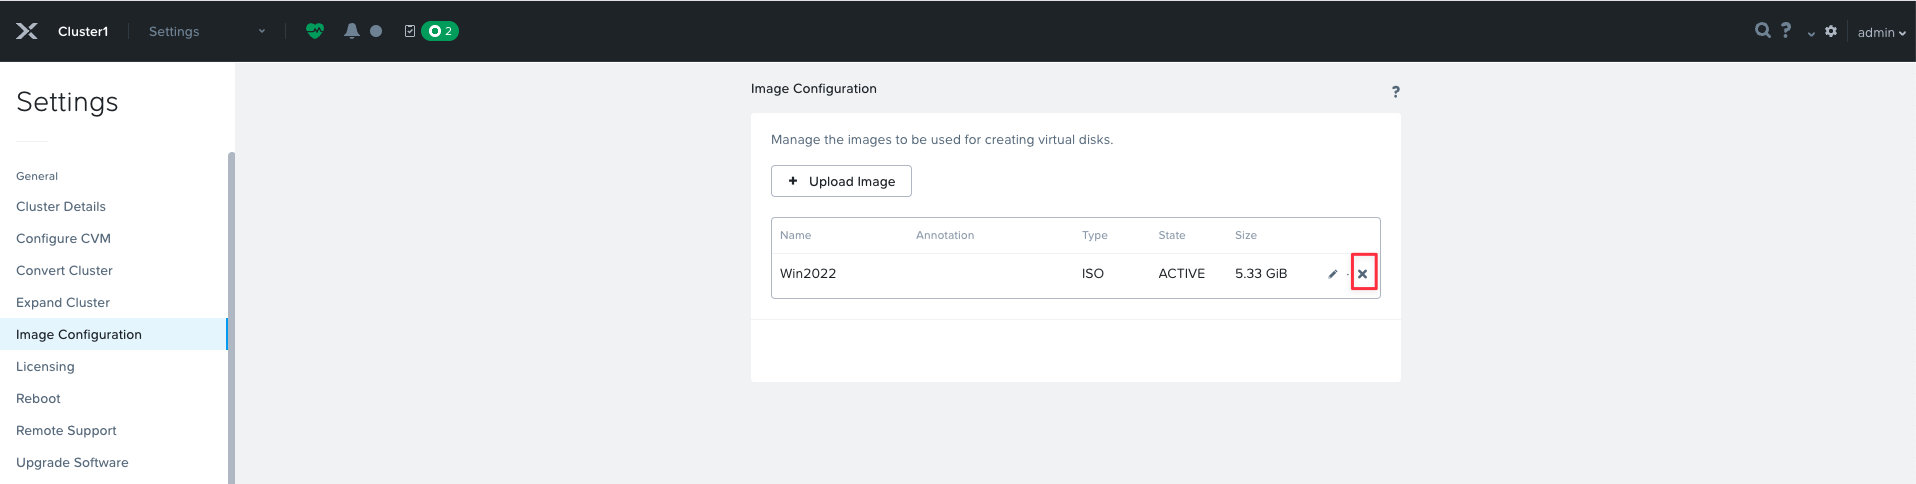 Cluster1 Settings 2 ? admin
Settings
General
Cluster Details
Configure CVM
Convert Cluster
Expand Cluster
Image Configuration
Licensing
Reboot
Remote Support
Upgrade Software
Image Configuration ?
Manage the images to be used for creating virtual disks.
+ Upload Image
Name Annotation Type State Size
Win2022 ISO ACTIVE 5.33 GiB